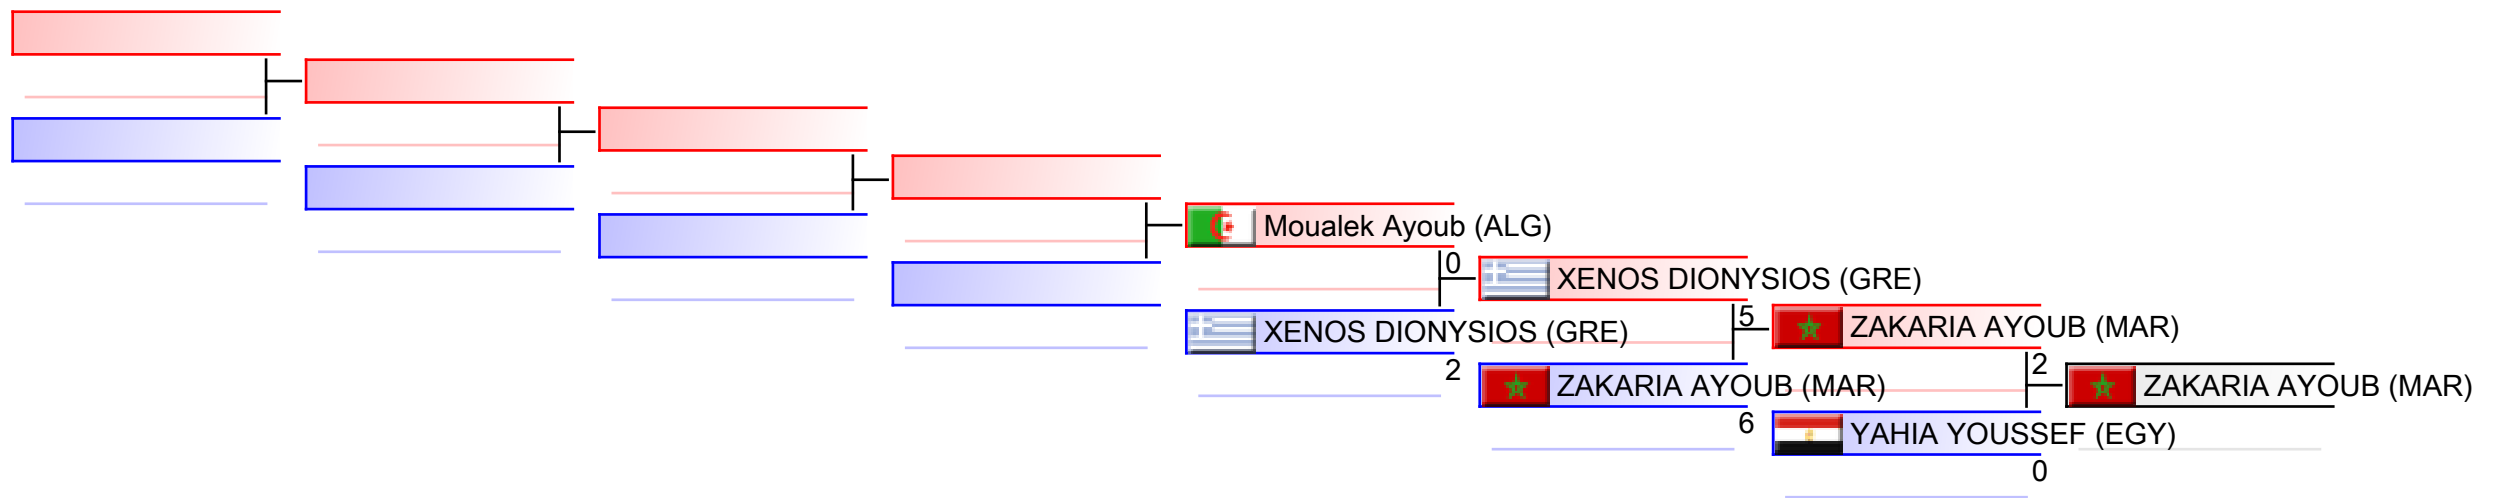 Moualek Ayoub (ALG)
0
XENOS DIONYSIOS (GRE)
5
XENOS DIONYSIOS (GRE)
ZAKARIA AYOUB (MAR)
2
2
ZAKARIA AYOUB (MAR)
ZAKARIA AYOUB (MAR)
6
YAHIA YOUSSEF (EGY)
0